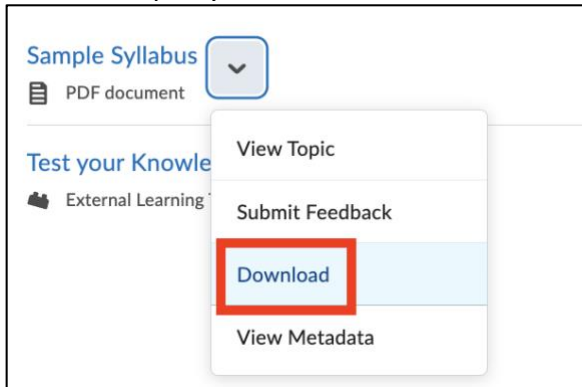 Sample Syllabus
PDF document
View Topic
Test your Knowle
External Learning
Submit Feedback
Download
View Metadata